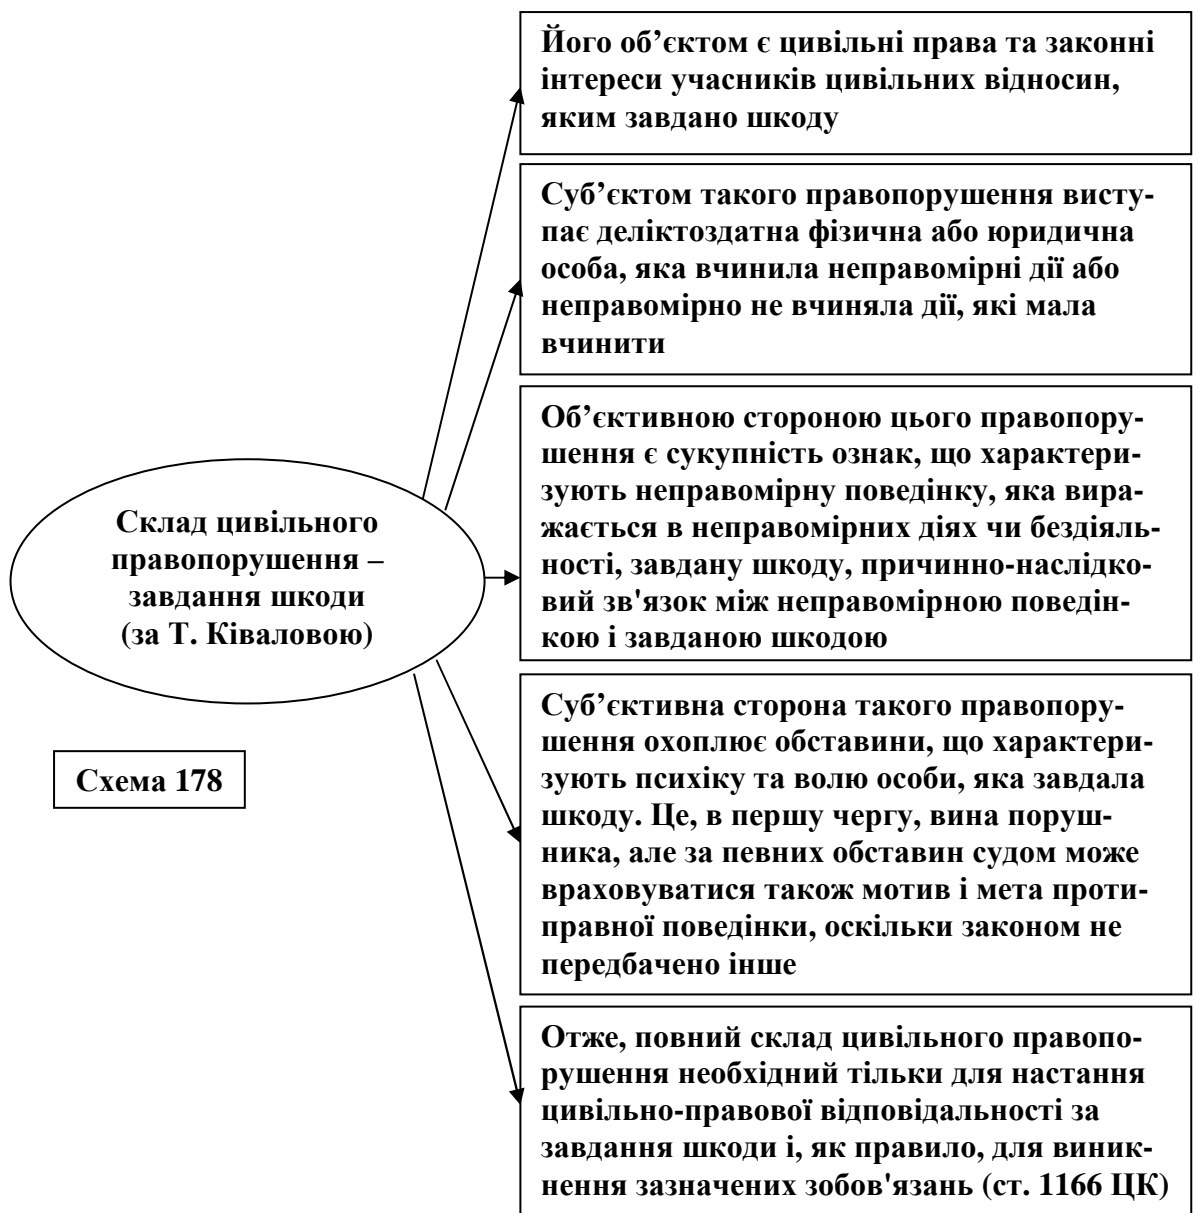 Його об’єктом є цивільні права та законні
інтереси учасників цивільних відносин,
яким завдано шкоду
Суб’єктом такого правопорушення висту-
пає деліктоздатна фізична або юридична
особа, яка вчинила неправомірні дії або
неправомірно не вчиняла дії, які мала
вчинити
Об’єктивною стороною цього правопору-
шення є сукупність ознак, що характери-
зують неправомірну поведінку, яка вира-
жається в неправомірних діях чи бездіяль-
ності, завдану шкоду, причинно-наслідко-
вий зв'язок між неправомірною поведін-
кою і завданою шкодою
Склад цивільного
правопорушення –
завдання шкоди
(за Т. Ківаловою)
Суб’єктивна сторона такого правопору-
шення охоплює обставини, що характери-
зують психіку та волю особи, яка завдала
шкоду. Це, в першу чергу, вина поруш-
ника, але за певних обставин судом може
враховуватися також мотив і мета проти-
правної поведінки, оскільки законом не
передбачено інше
Схема 178
Отже, повний склад цивільного правопо-
рушення необхідний тільки для настання
цивільно-правової відповідальності за
завдання шкоди і, як правило, для виник-
нення зазначених зобов'язань (ст. 1166 ЦК)